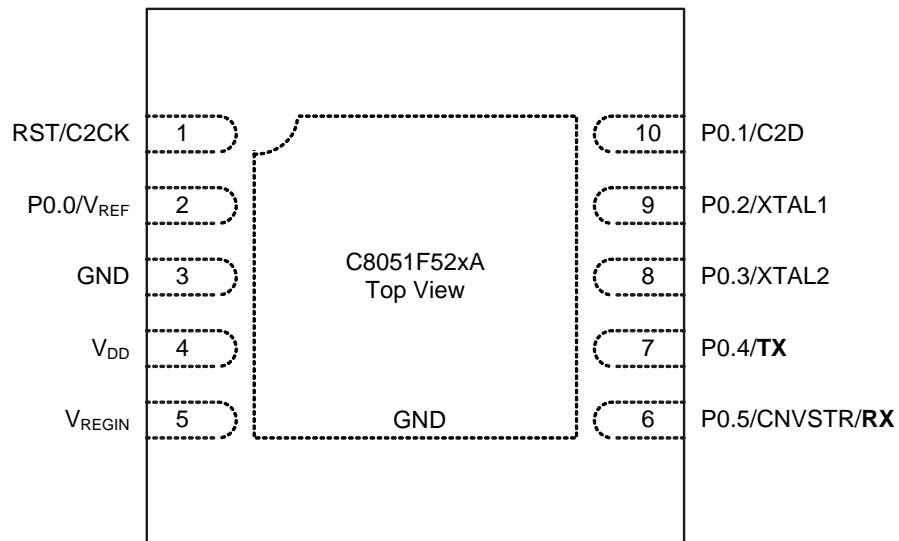 RST/C2CK 1 10 P0.1/C2D
P0.0/VREF 2 9 P0.2/XTAL1
GND 3 8 P0.3/XTAL2
C8051F52xA
Top View
VDD 4 7 P0.4/TX
VREGIN 5 GND 6 P0.5/CNVSTR/RX